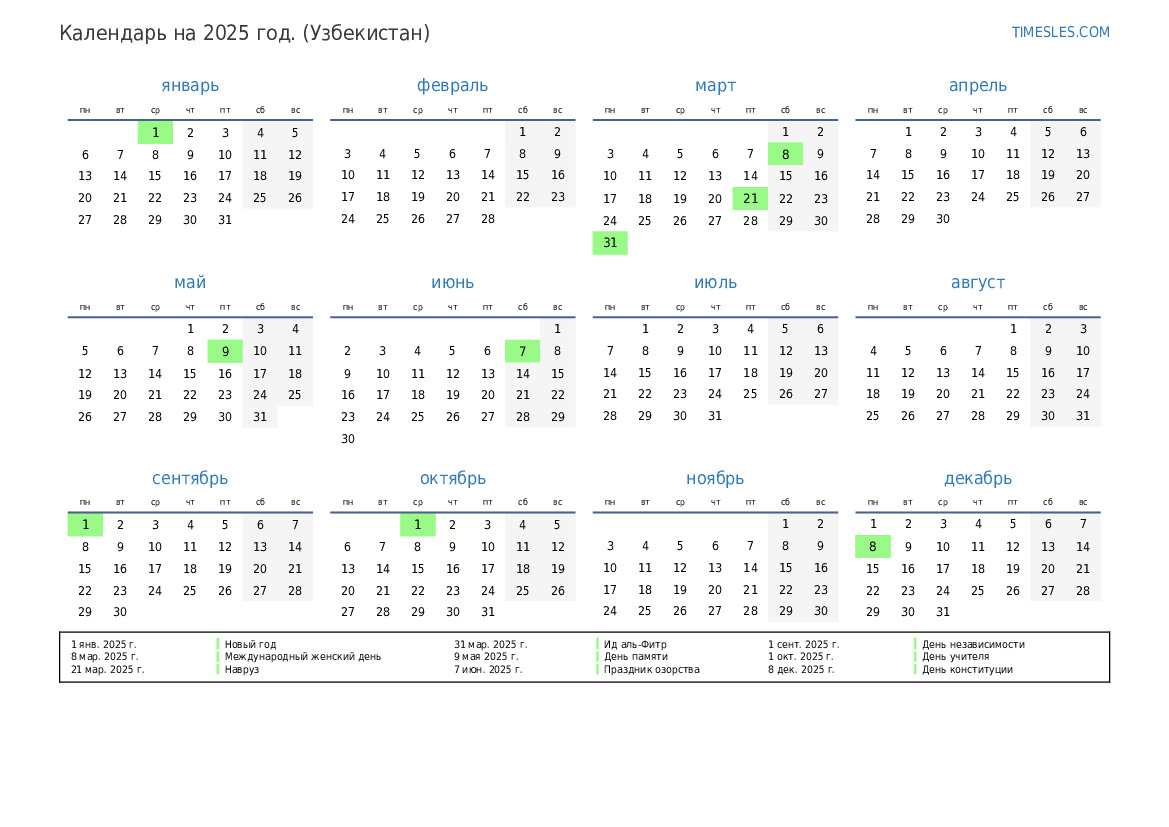 Календарь на 2025 год. (Узбекистан)
TIMESLES.COM
январь
пн вт ср чт пт сб вс
1 2 3 4 5
6 7 8 9 10 11 12
13 14 15 16 17 18 19
20 21 22 23 24 25 26
27 28 29 30 31
февраль
пн вт ср чт пт сб вс
1 2
3 4 5 6 7 8 9
10 11 12 13 14 15 16
17 18 19 20 21 22 23
24 25 26 27 28
март
пн вт ср чт пт сб вс
1 2
3 4 5 6 7 8 9
10 11 12 13 14 15 16
17 18 19 20 21 22 23
24 25 26 27 28 29 30
31
апрель
пн вт ср чт пт сб вс
1 2 3 4 5 6
7 8 9 10 11 12 13
14 15 16 17 18 19 20
21 22 23 24 25 26 27
28 29 30
май
пн вт ср чт пт сб вс
1 2 3 4
5 6 7 8 9 10 11
12 13 14 15 16 17 18
19 20 21 22 23 24 25
26 27 28 29 30 31
июнь
пн вт ср чт пт сб вс
1
2 3 4 5 6 7 8
9 10 11 12 13 14 15
16 17 18 19 20 21 22
23 24 25 26 27 28 29
30
июль
пн вт ср чт пт сб вс
1 2 3 4 5 6
7 8 9 10 11 12 13
14 15 16 17 18 19 20
21 22 23 24 25 26 27
28 29 30 31
август
пн вт ср чт пт сб вс
1 2 3
4 5 6 7 8 9 10
11 12 13 14 15 16 17
18 19 20 21 22 23 24
25 26 27 28 29 30 31
сентябрь
пн вт ср чт пт сб вс
1 2 3 4 5 6 7
8 9 10 11 12 13 14
15 16 17 18 19 20 21
22 23 24 25 26 27 28
29 30
октябрь
пн вт ср чт пт сб вс
1 2 3 4 5
6 7 8 9 10 11 12
13 14 15 16 17 18 19
20 21 22 23 24 25 26
27 28 29 30 31
ноябрь
пн вт ср чт пт сб вс
1 2
3 4 5 6 7 8 9
10 11 12 13 14 15 16
17 18 19 20 21 22 23
24 25 26 27 28 29 30
декабрь
пн вт ср чт пт сб вс
1 2 3 4 5 6 7
8 9 10 11 12 13 14
15 16 17 18 19 20 21
22 23 24 25 26 27 28
29 30 31
1 янв. 2025 г. Новый год
8 мар. 2025 г. Международный женский день
21 мар. 2025 г. Навруз
31 мар. 2025 г. Ид аль-Фитр
9 мая 2025 г. День памяти
7 июн. 2025 г. Праздник озорства
1 сент. 2025 г. День независимости
1 окт. 2025 г. День учителя
8 дек. 2025 г. День конституции